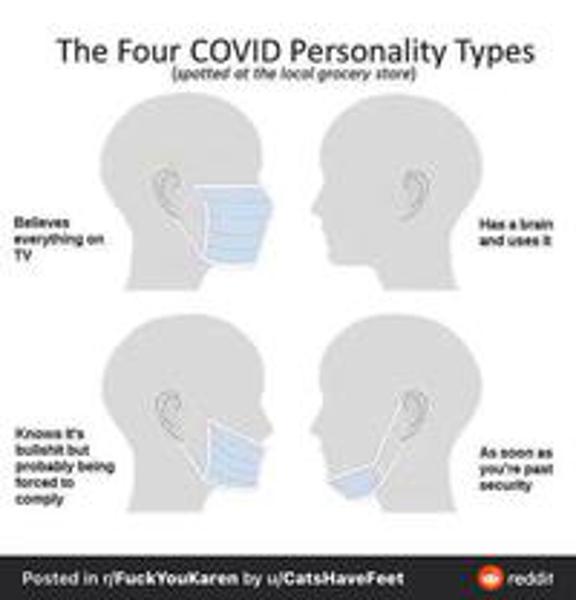 The Four COVID Personality Types
(spotted at the local grocery store)
Believes
everything on
TV
Has a brain
and uses it
Knows it's
bullshit but
probably being
forced to
comply
As soon as
you're past
security
Posted in r/FuckYouKaren by u/CatsHaveFeet
reddit